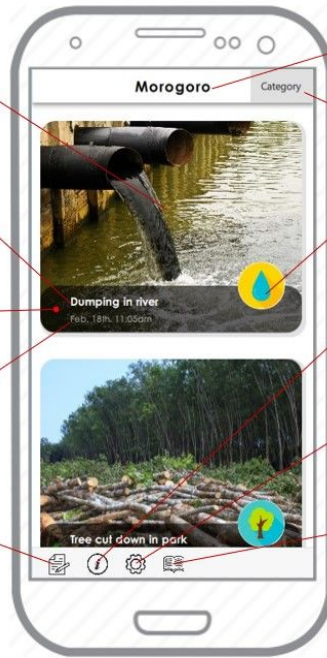 Morogoro
Category
Dumping in river
Feb. 18th, 11:05am
Tree cut down in park